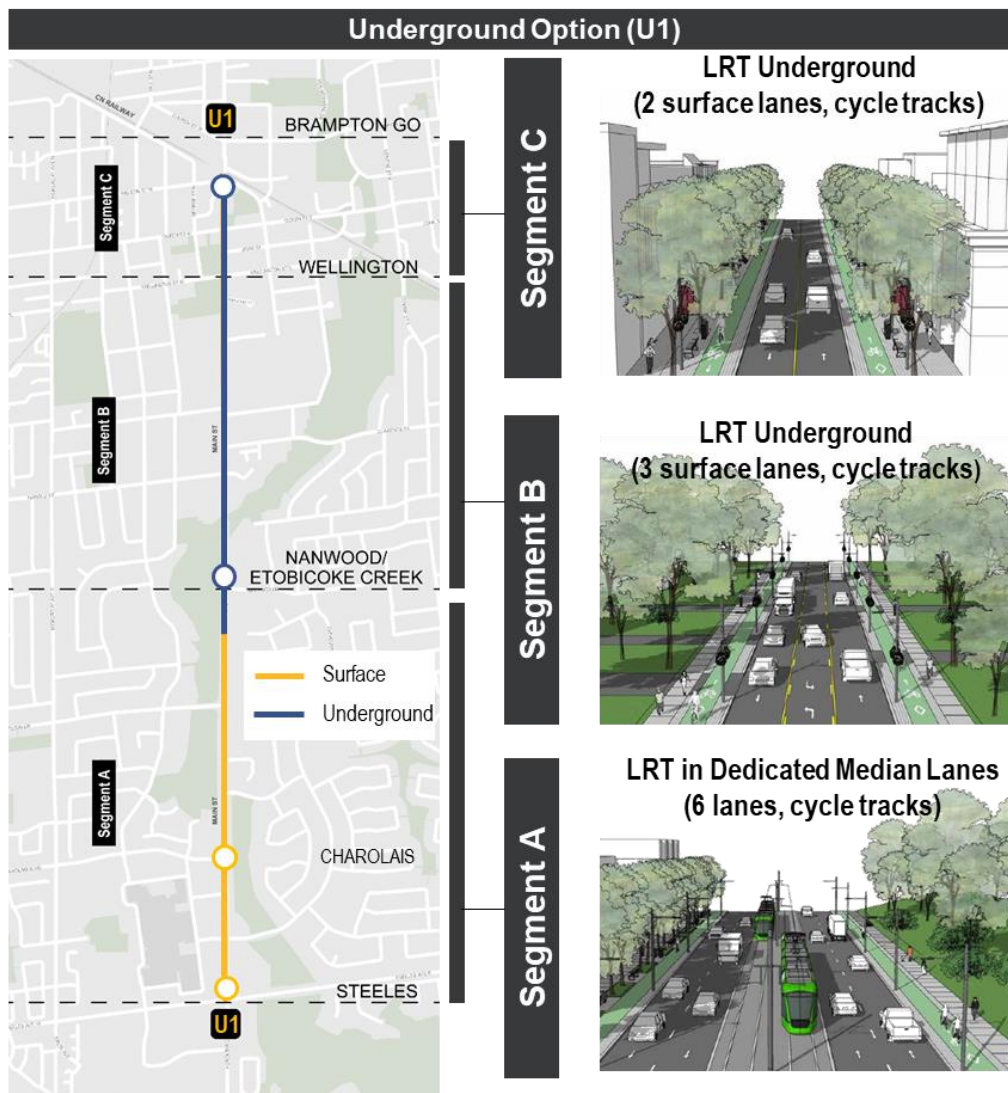 Underground Option (U1)
U1
CN RAILWAY
BRAMPTON GO
Segment C
WELLINGTON
Segment B
MAIN ST
NANWOOD/
ETOBICOKE CREEK
Surface
Underground
Segment A
MAIN ST
CHAROLAIS
STEELES
U1
Segment C
Segment B
Segment A
LRT Underground
(2 surface lanes, cycle tracks)
LRT Underground
(3 surface lanes, cycle tracks)
LRT in Dedicated Median Lanes
(6 lanes, cycle tracks)